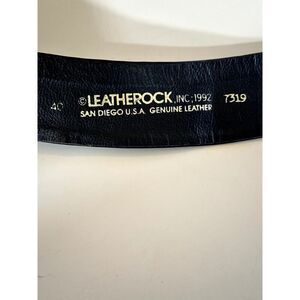 40 ©LEATHEROCK, INC; 1992 7319
SAN DIEGO U.S.A. GENUINE LEATHER